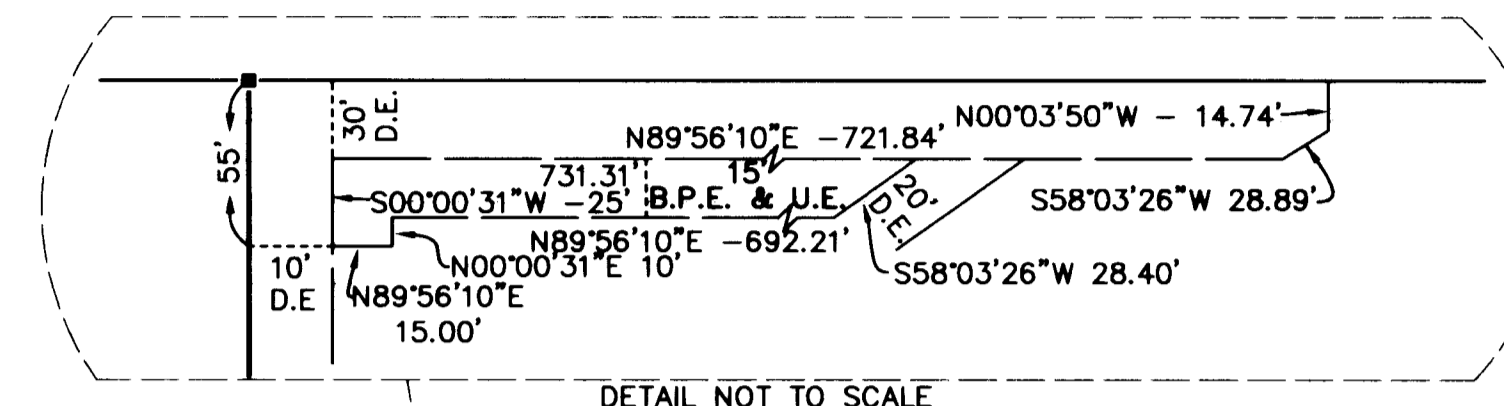 30'
D.E.
55'
N00°03'50"W - 14.74'
N89°56'10"E -721.84'
731.31'
15'
S00°00'31"W -25'
B.P.E. & U.E.
20'
D.E.
S58°03'26"W 28.89'
N89°56'10"E -692.21'
10'
D.E
N00°00'31"E 10'
S58°03'26"W 28.40'
N89°56'10"E
15.00'
DETAIL NOT TO SCALE